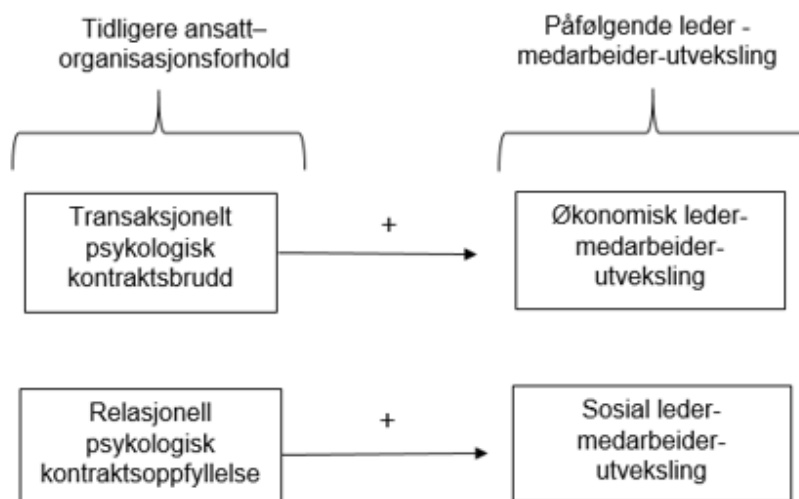 Tidligere ansatt–
organisasjonsforhold
Påfølgende leder -
medarbeider-utveksling
Transaksjonelt
psykologisk
kontraktsbrudd
+
Økonomisk leder-
medarbeider-
utveksling
Relasjonell
psykologisk
kontraktsoppfyllelse
+
Sosial leder-
medarbeider-
utveksling